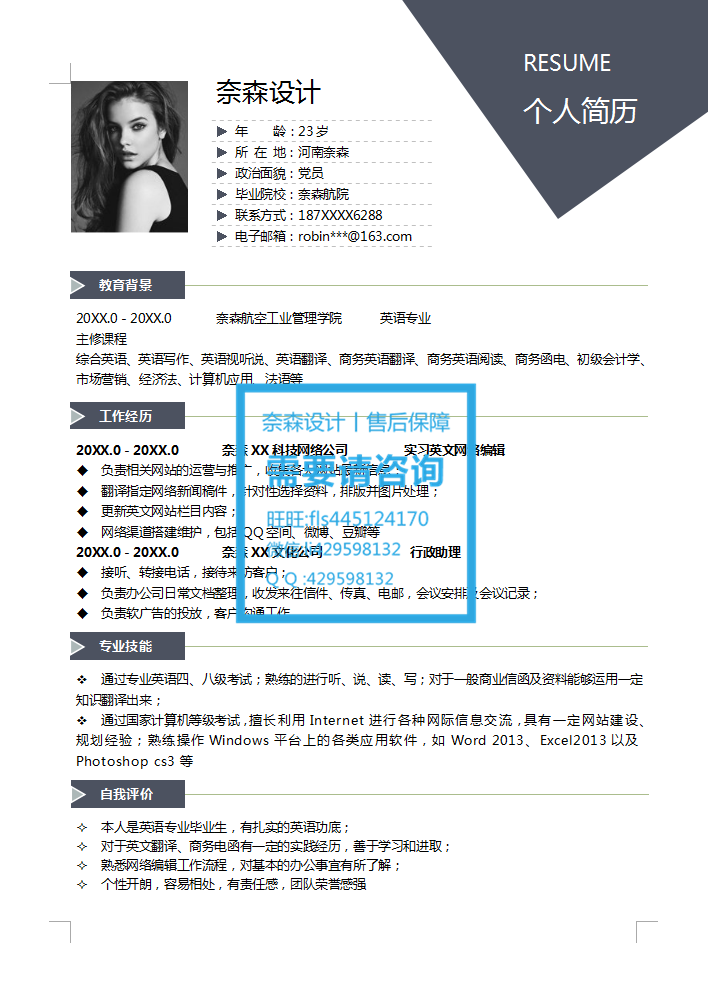 RESUME
个人简历
奈森设计
年 龄：23岁
所 在 地：河南奈森
政治面貌：党员
毕业院校：奈森航院
联系方式：187XXXX6288
电子邮箱：robin***@163.com
教育背景
20XX.0 - 20XX.0 奈森航空工业管理学院 英语专业
主修课程
综合英语、英语写作、英语视听说、英语翻译、商务英语翻译、商务英语阅读、商务函电、初级会计学、
市场营销、经济法、计算机应用、法语等
奈森设计丨售后保障
需要请咨询
旺旺:fls445124170
微信 :429598132
Q Q :429598132
工作经历
20XX.0 - 20XX.0 奈森 XX 科技网络公司 实习英文网络编辑
◆ 负责相关网站的运营与推广，收集各大网站最新信息；
◆ 翻译指定网络新闻稿件，针对性选择资料，排版并图片处理；
◆ 更新英文网站栏目内容；
◆ 网络渠道搭建维护，包括 QQ 空间、微博、豆瓣等
20XX.0 - 20XX.0 奈森 XX 文化公司 行政助理
◆ 接听、转接电话，接待来访客户；
◆ 负责办公司日常文档整理，收发来往信件、传真、电邮，会议安排及会议记录；
◆ 负责软广告的投放，客户沟通工作
专业技能
❖ 通过专业英语四、八级考试；熟练的进行听、说、读、写；对于一般商业信函及资料能够运用一定
知识翻译出来；
❖ 通过国家计算机等级考试，擅长利用 Internet 进行各种网际信息交流，具有一定网站建设、
规划经验；熟练操作 Windows 平台上的各类应用软件，如 Word 2013、Excel2013 以及
Photoshop cs3 等
自我评价
✧ 本人是英语专业毕业生，有扎实的英语功底；
✧ 对于英文翻译、商务电函有一定的实践经历，善于学习和进取；
✧ 熟悉网络编辑工作流程，对基本的办公事宜有所了解；
✧ 个性开朗，容易相处，有责任感，团队荣誉感强